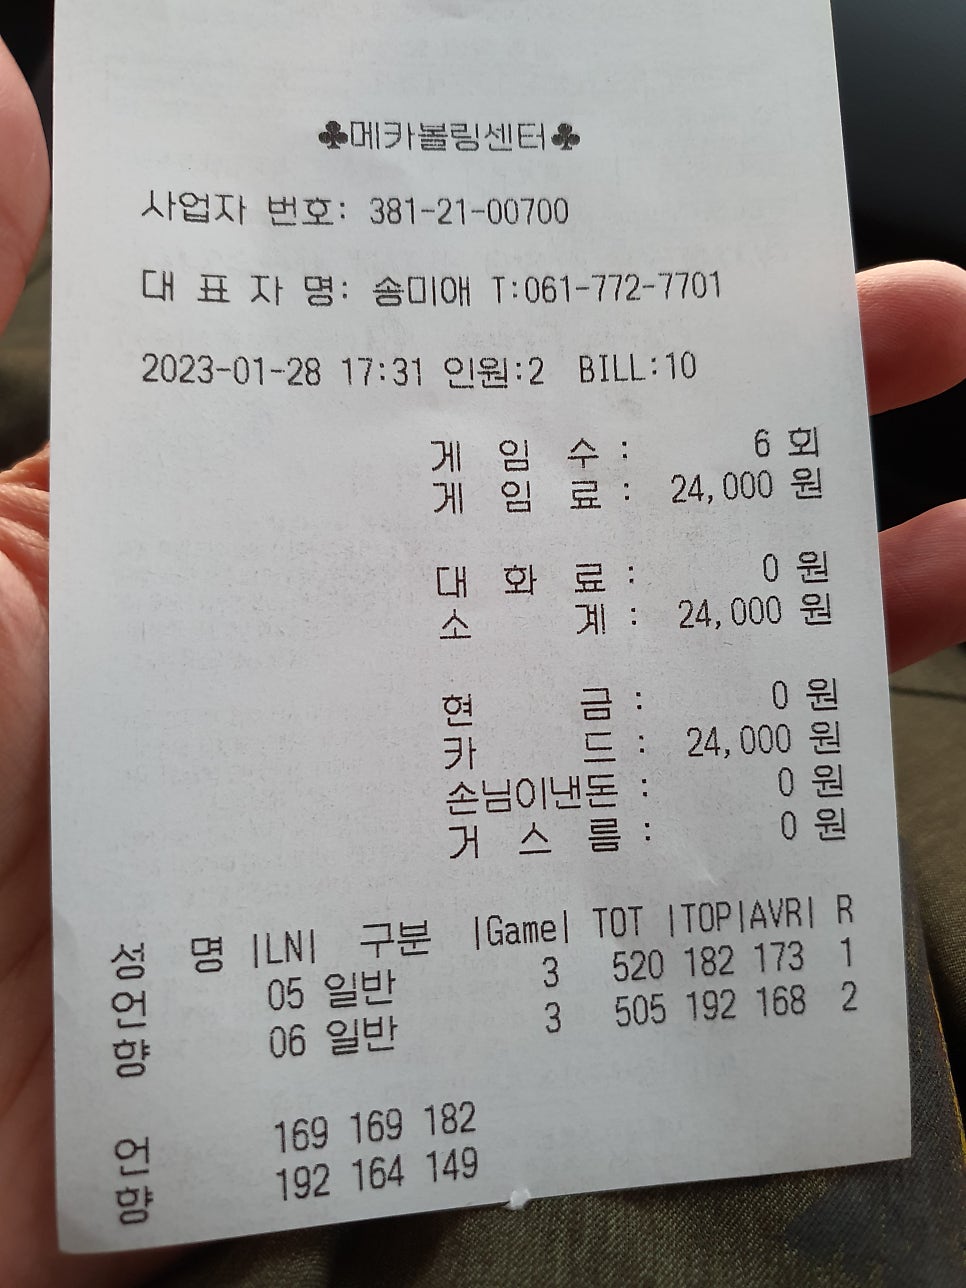 ♣메카볼링센터♣
사업자 번호: 381-21-00700
대 표 자 명: 송미애 T:061-772-7701
2023-01-28 17:31 인원:2 BILL:10
게 임 수 : 6 회
게 임 료 : 24,000 원
대 화 료 : 0 원
소 계 : 24,000 원
현 금 : 0 원
카 드 : 24,000 원
손님이낸돈 : 0 원
거 스 름 : 0 원
성 명 |LN| 구분 |Game| TOT |TOP|AVR| R
언 05 일반 3 520 182 173 1
향 06 일반 3 505 192 168 2
언 169 169 182
향 192 164 149